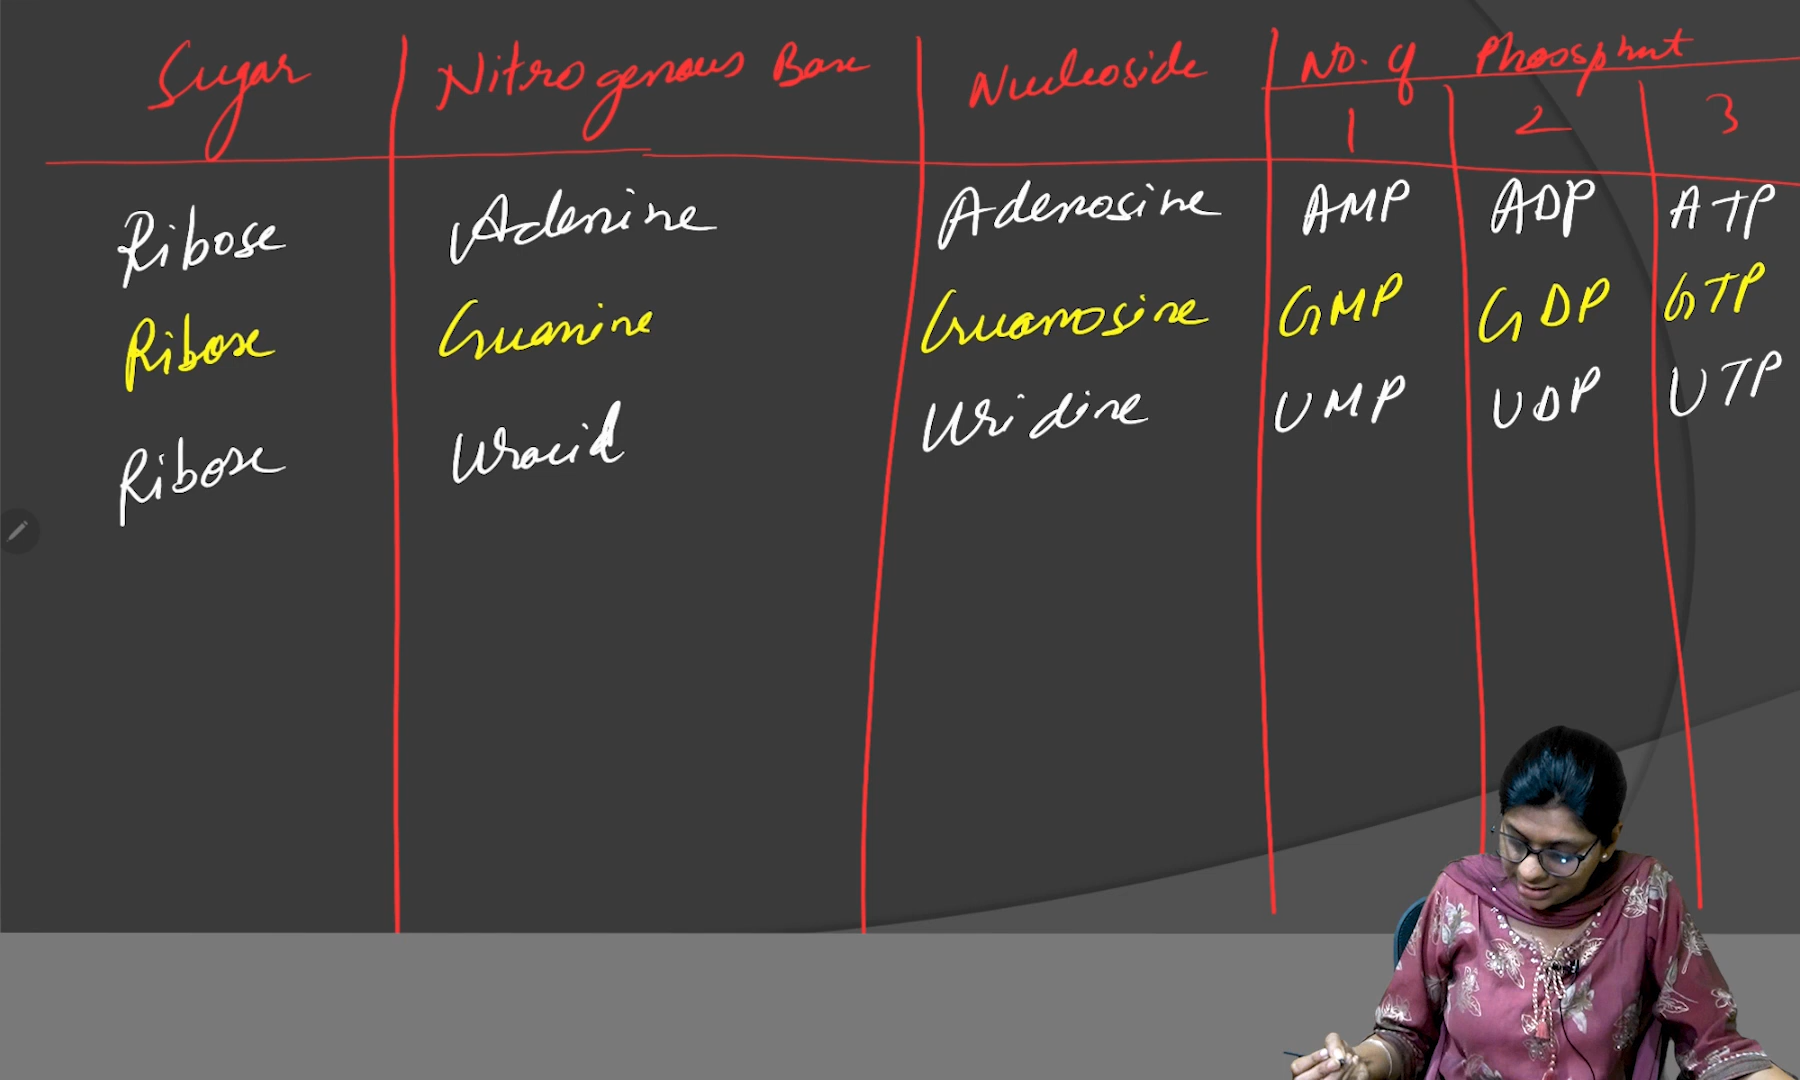 Sugar Nitrogenous Base Nucleoside No. of Phosphat
1 2 3
Ribose Adenine Adenosine AMP ADP ATP
Ribose Guanine Guanosine GMP GDP GTP
Ribose Uracil Uridine UMP UDP UTP